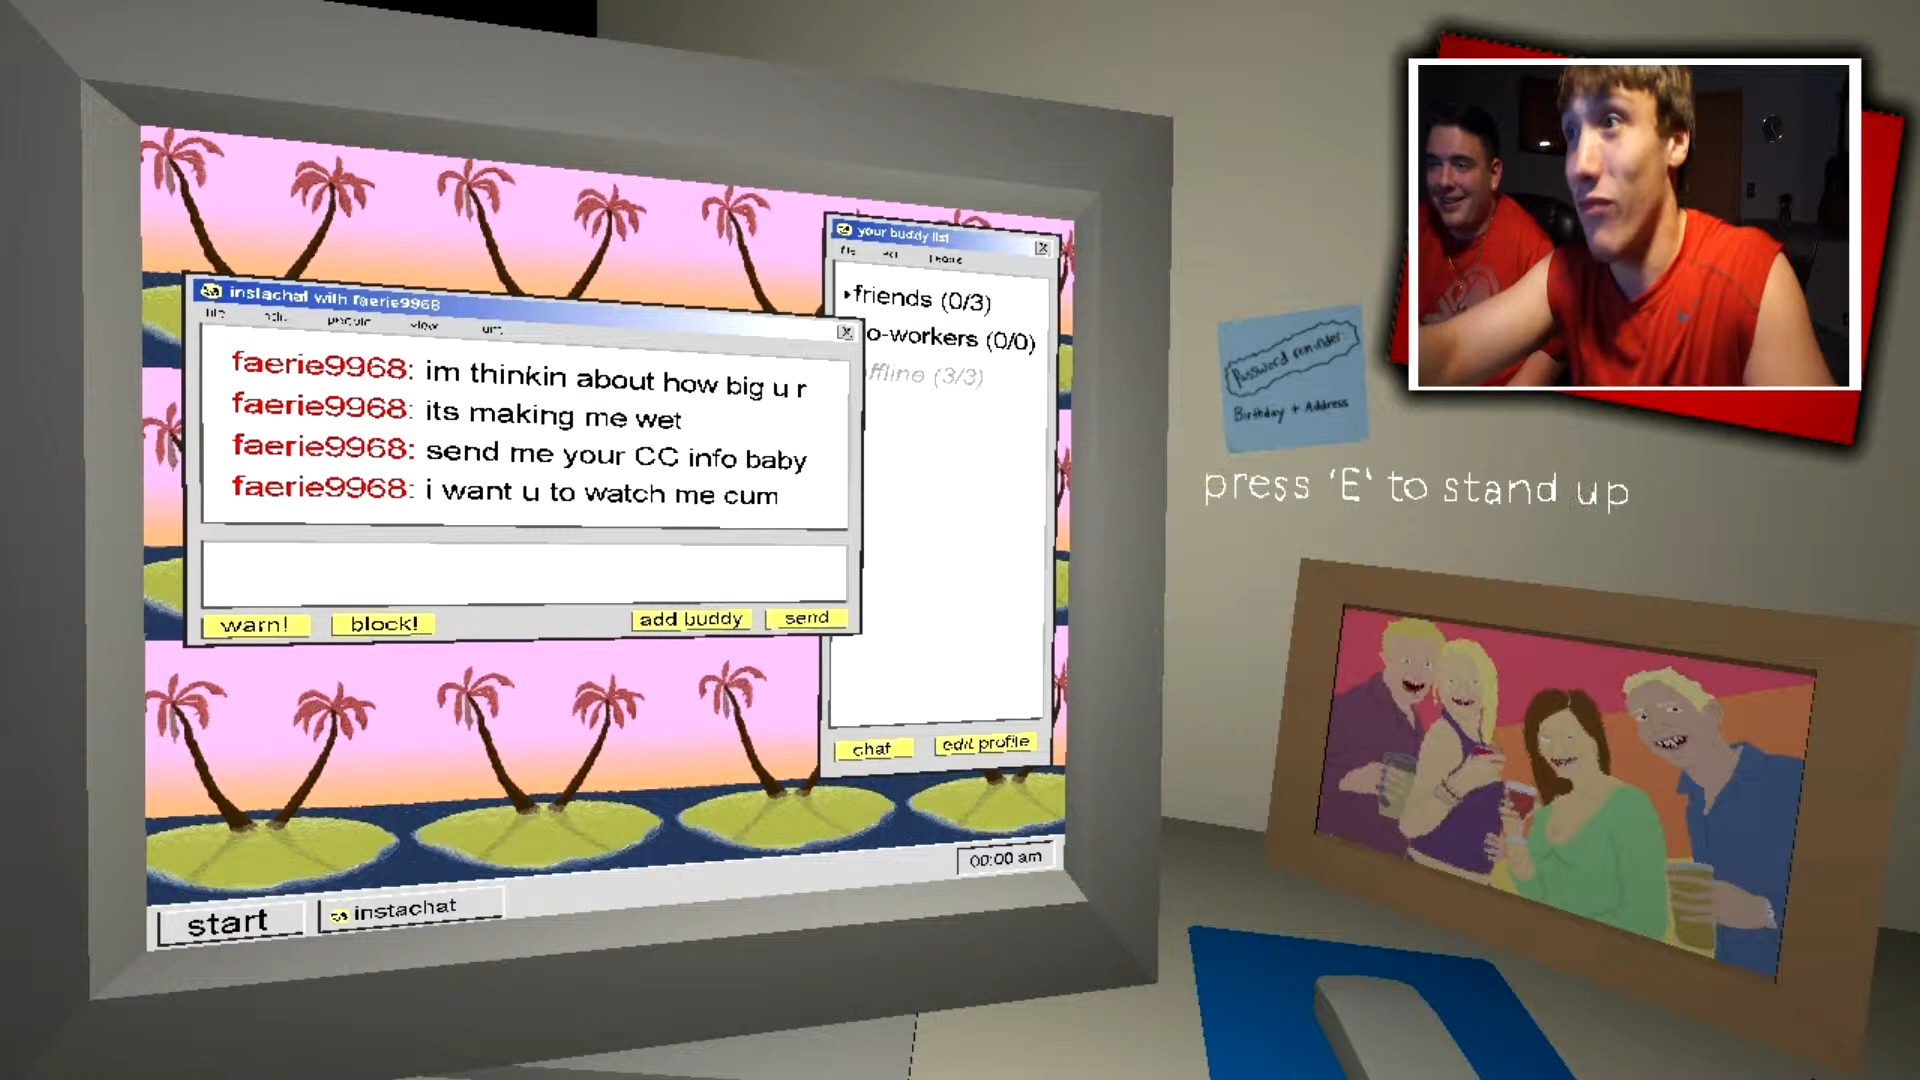 your buddy list
friends (0/3)
o-workers (0/0)
ffline (3/3)
chat
edit profile
instachat with faerie9968
people
view
faerie9968: im thinkin about how big u r
faerie9968: its making me wet
faerie9968: send me your CC info baby
faerie9968: i want u to watch me cum
warn!
block!
add buddy
send
00:00 am
start
instachat
Password reminder
Birthday + Address
press 'E' to stand up